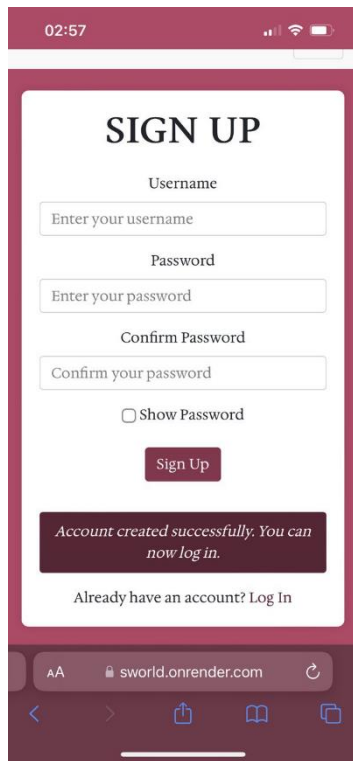 02:57
SIGN UP
Username
Enter your username
Password
Enter your password
Confirm Password
Confirm your password
Show Password
Sign Up
Account created successfully. You can
now log in.
Already have an account? Log In
AA
sworld.onrender.com